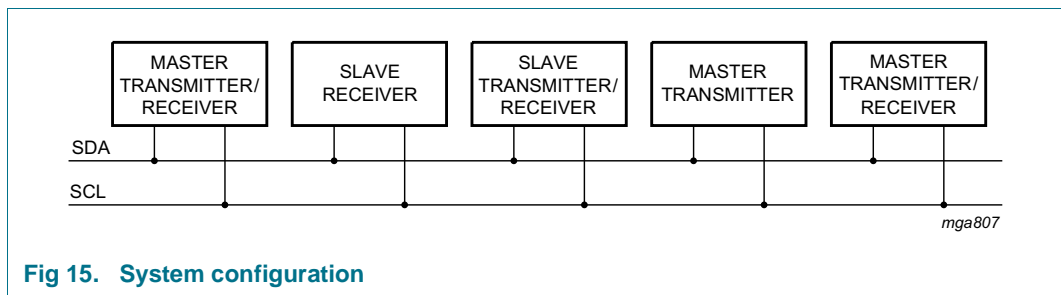 MASTER
TRANSMITTER/
RECEIVER
SLAVE
RECEIVER
SLAVE
TRANSMITTER/
RECEIVER
MASTER
TRANSMITTER
MASTER
TRANSMITTER/
RECEIVER
SDA
SCL
mga807
Fig 15. System configuration